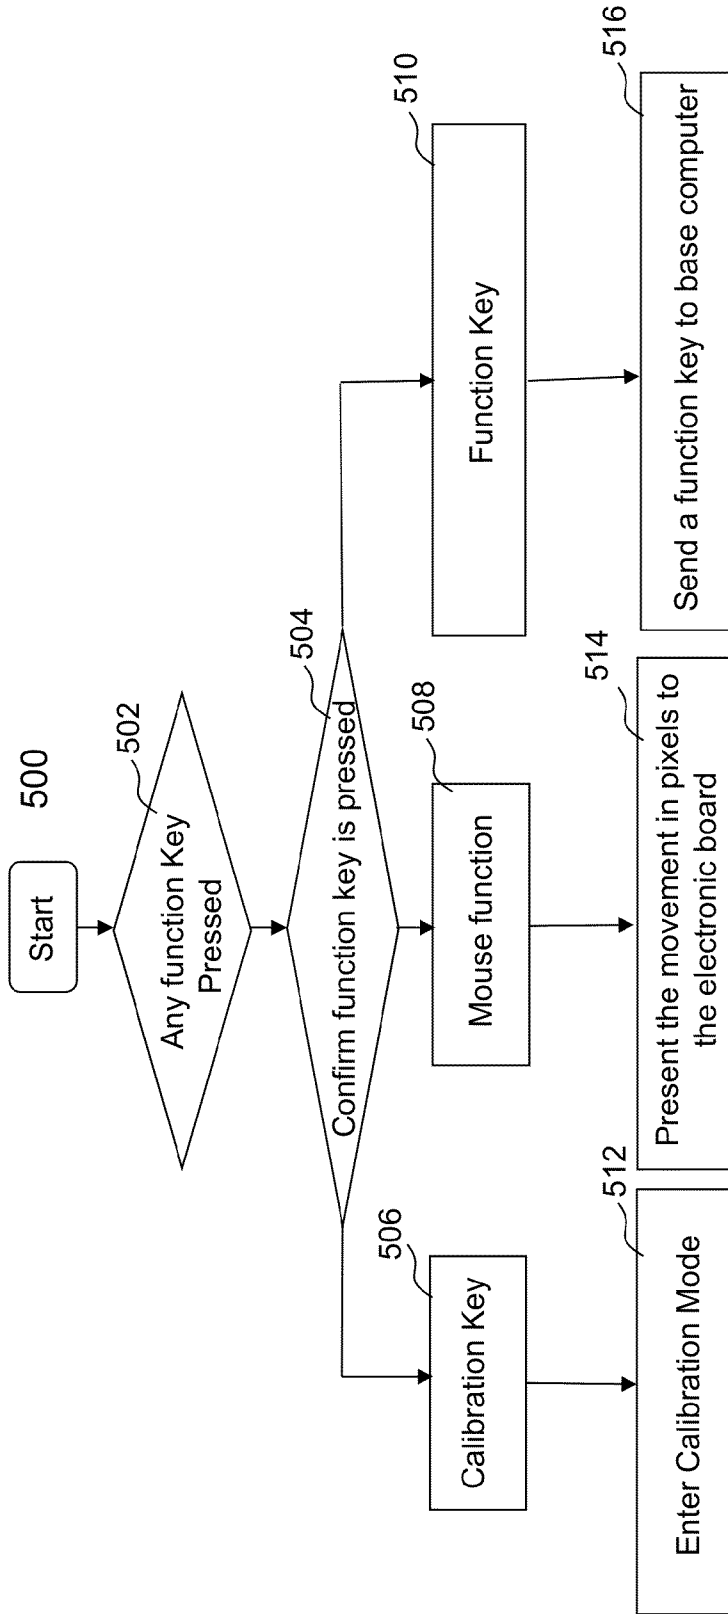 500
Start
502
Any function Key
Pressed
504
Confirm function key is pressed
506
Calibration Key
508
Mouse function
510
Function Key
512
Enter Calibration Mode
514
Present the movement in pixels to
the electronic board
516
Send a function key to base computer